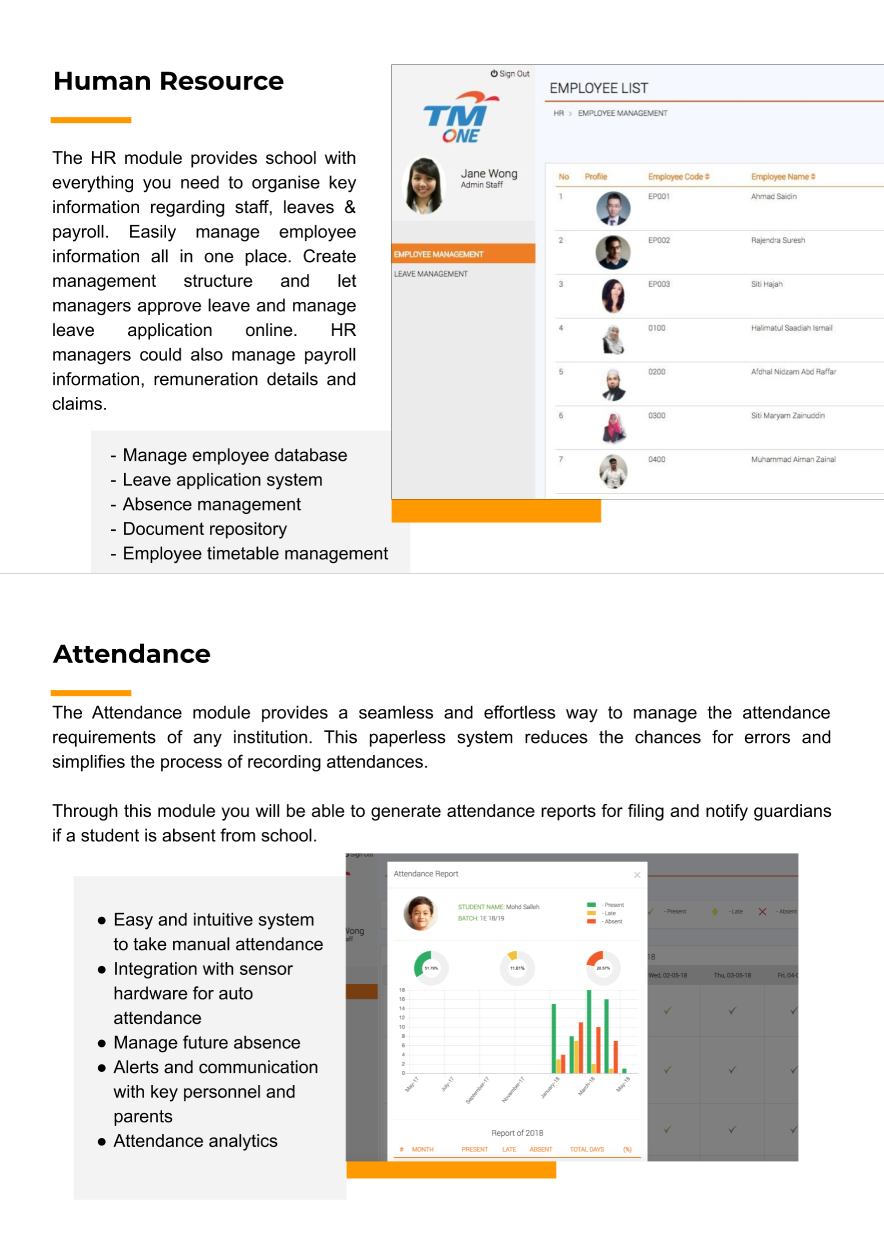 Human Resource
The HR module provides school with
everything you need to organise key
information regarding staff, leaves &
payroll. Easily manage employee
information all in one place. Create
management structure and let
managers approve leave and manage
leave application online. HR
managers could also manage payroll
information, remuneration details and
claims.
- Manage employee database
- Leave application system
- Absence management
- Document repository
- Employee timetable management
Sign Out
TM
ONE
Jane Wong
Admin Staff
EMPLOYEE MANAGEMENT
LEAVE MANAGEMENT
EMPLOYEE LIST
HR > EMPLOYEE MANAGEMENT
No Profile Employee Code Employee Name
1 EP001 Ahmad Saidin
2 EP002 Rajendra Suresh
3 EP003 Siti Hajah
4 0100 Halimatul Saadiah Ismail
5 0200 Afdhal Nidzam Abd Raffar
6 0300 Siti Maryam Zainuddin
7 0400 Muhammad Aiman Zainal
Attendance
The Attendance module provides a seamless and effortless way to manage the attendance
requirements of any institution. This paperless system reduces the chances for errors and
simplifies the process of recording attendances.
Through this module you will be able to generate attendance reports for filing and notify guardians
if a student is absent from school.
● Easy and intuitive system
to take manual attendance
● Integration with sensor
hardware for auto
attendance
● Manage future absence
● Alerts and communication
with key personnel and
parents
● Attendance analytics
Sign Out
Wong
Attendance Report ×
STUDENT NAME: Mohd Salleh
BATCH: 1E 18/19
- Present
- Late
- Absent
- Present - Late - Absent
18
Wed, 02-05-18 Thu, 03-05-18 Fri, 04-0
18
16
14
12
10
8
6
4
2
0
May-17 July-17 September-17 November-17 January-18 March-18 May-18
Report of 2018
# MONTH PRESENT LATE ABSENT TOTAL DAYS (%)